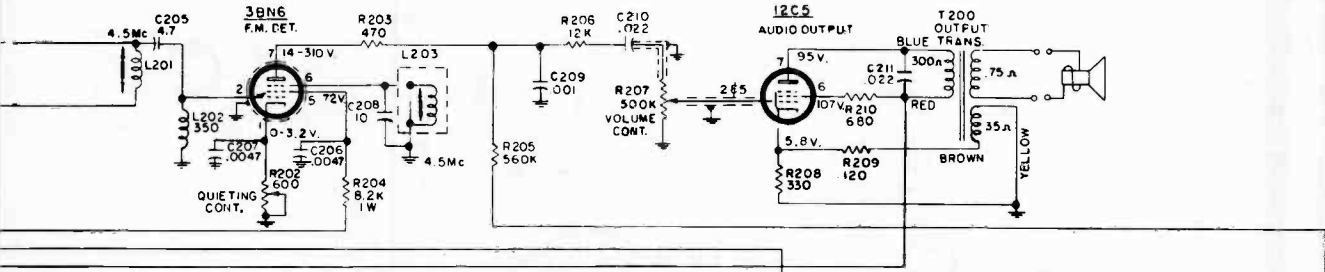 4.5Mc
C205
4.7
L201
L202
350
3BN6
F.M. DET.
7
14-310V.
2
6
5
72V.
0-3.2V.
C207
.0047
C206
.0047
R202
600
QUIETING
CONT.
R204
8.2K
1W
R203
470
L203
C208
10
4.5Mc
R205
560K
C209
.001
R206
12K
C210
.022
R207
500K
VOLUME
CONT.
12C5
AUDIO OUTPUT
7
95V.
2&5
6
107V.
5.8V.
R208
330
R209
120
R210
680
C211
.022
T200
OUTPUT
TRANS.
BLUE
300Ω
RED
.75Ω
.35Ω
BROWN
YELLOW